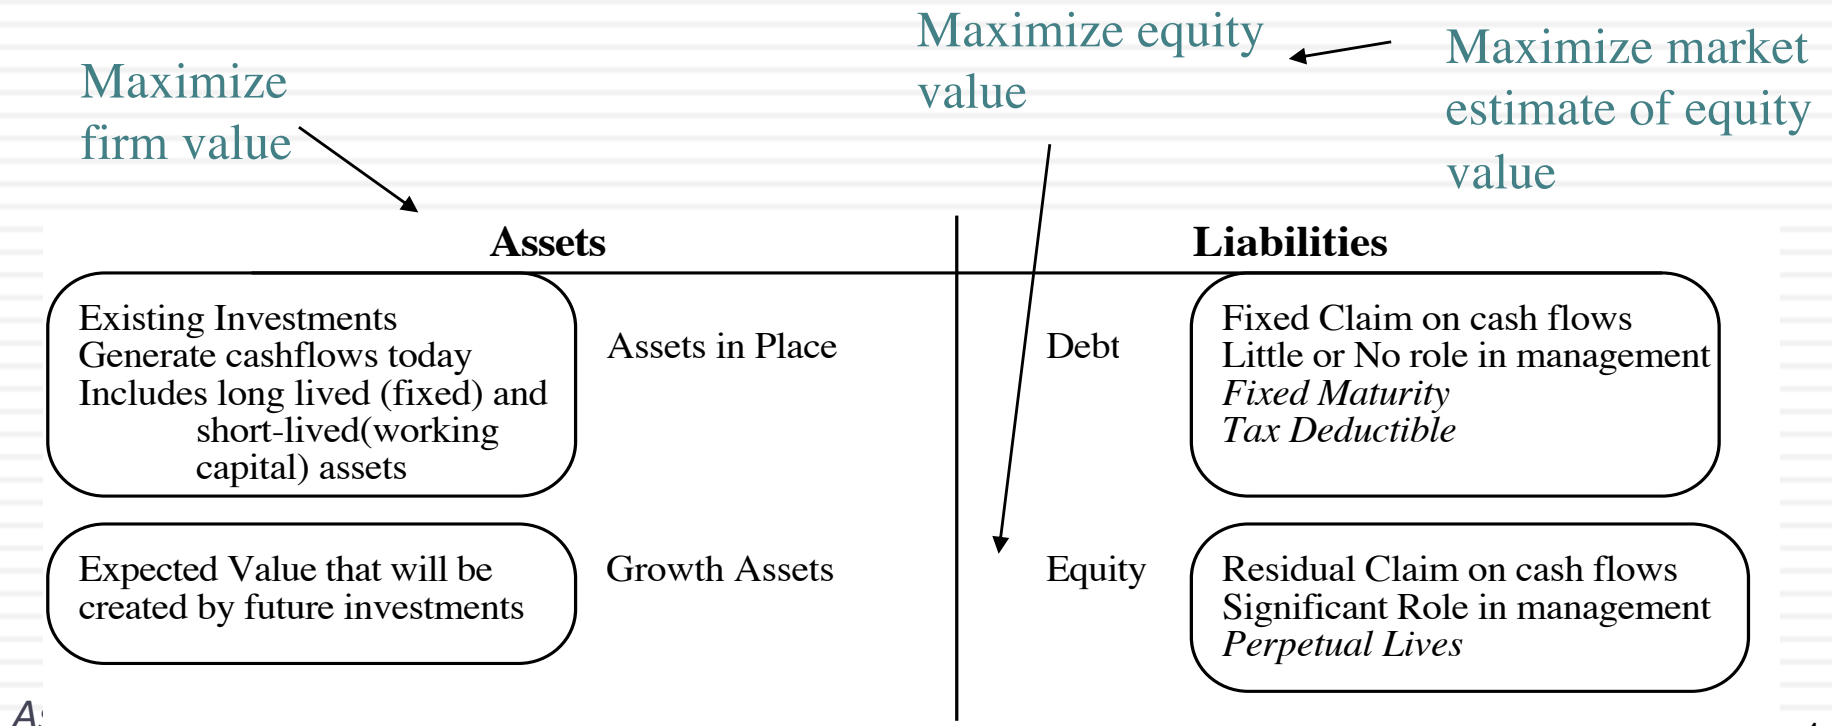 Maximize
firm value
Maximize equity
value
Maximize market
estimate of equity
value
Assets
Liabilities
Existing Investments
Generate cashflows today
Includes long lived (fixed) and
short-lived(working
capital) assets
Assets in Place
Debt
Fixed Claim on cash flows
Little or No role in management
Fixed Maturity
Tax Deductible
Expected Value that will be
created by future investments
Growth Assets
Equity
Residual Claim on cash flows
Significant Role in management
Perpetual Lives